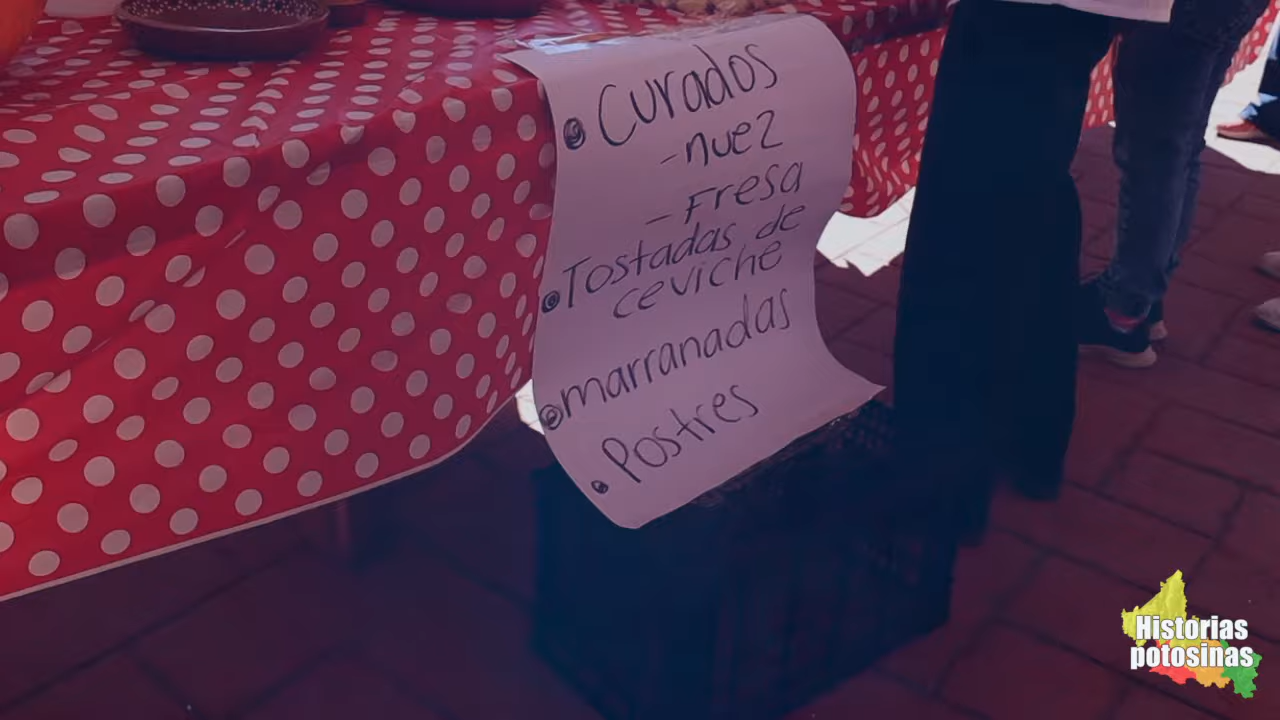 Curados
-nuez
-Fresa
Tostadas de
ceviche
marranadas
Postres
Historias
potosinas